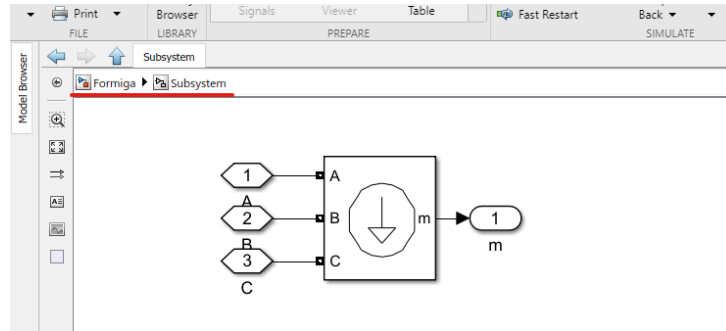 Print Browser Signals Viewer Table Fast Restart Back
FILE LIBRARY PREPARE SIMULATE
Subsystem
Formiga Subsystem
Model Browser
1 A
A
2 B m 1
B m
3 C
C